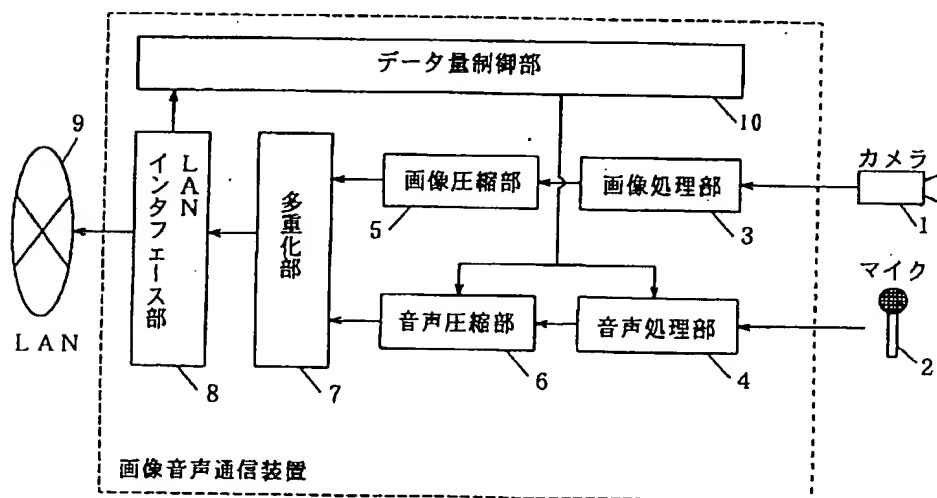 データ量制御部
10
9
LAN
インタフェース部
LAN
8
多重化部
7
画像圧縮部
5
画像処理部
3
カメラ
1
音声圧縮部
6
音声処理部
4
マイク
2
画像音声通信装置